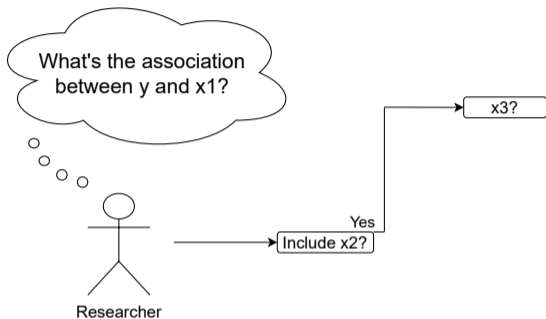 What's the association
between y and x1?
x3?
Yes
Include x2?
Researcher